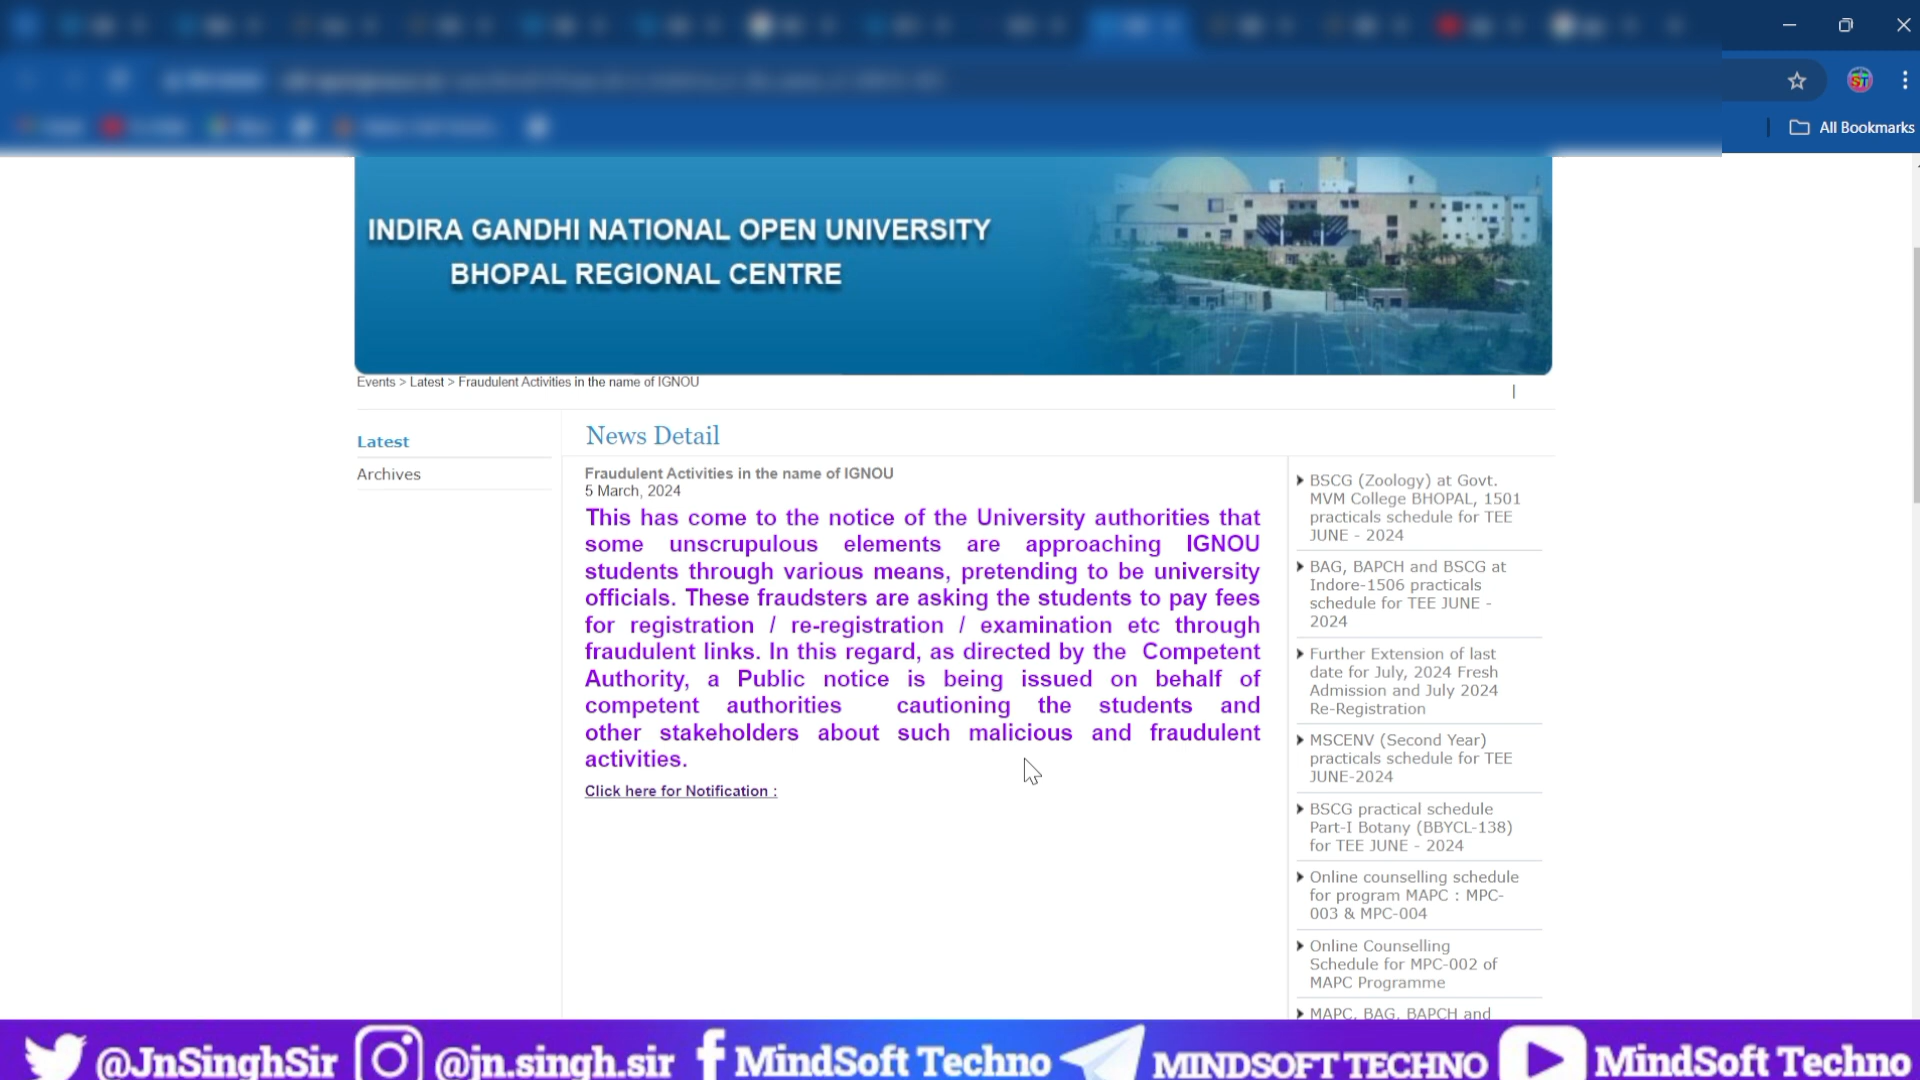 All Bookmarks
INDIRA GANDHI NATIONAL OPEN UNIVERSITY
BHOPAL REGIONAL CENTRE
Events > Latest > Fraudulent Activities in the name of IGNOU
|
Latest
Archives
News Detail
Fraudulent Activities in the name of IGNOU
5 March, 2024
This has come to the notice of the University authorities that
some unscrupulous elements are approaching IGNOU
students through various means, pretending to be university
officials. These fraudsters are asking the students to pay fees
for registration / re-registration / examination etc through
fraudulent links. In this regard, as directed by the Competent
Authority, a Public notice is being issued on behalf of
competent authorities cautioning the students and
other stakeholders about such malicious and fraudulent
activities.
Click here for Notification :
BSCG (Zoology) at Govt.
MVM College BHOPAL, 1501
practicals schedule for TEE
JUNE - 2024
BAG, BAPCH and BSCG at
Indore-1506 practicals
schedule for TEE JUNE -
2024
Further Extension of last
date for July, 2024 Fresh
Admission and July 2024
Re-Registration
MSCENV (Second Year)
practicals schedule for TEE
JUNE-2024
BSCG practical schedule
Part-I Botany (BBYCL-138)
for TEE JUNE - 2024
Online counselling schedule
for program MAPC : MPC-
003 & MPC-004
Online Counselling
Schedule for MPC-002 of
MAPC Programme
MAPC, BAG, BAPCH and
@JnSinghSir @jn.singh.sir MindSoft Techno MINDSOFT TECHNO MindSoft Techno